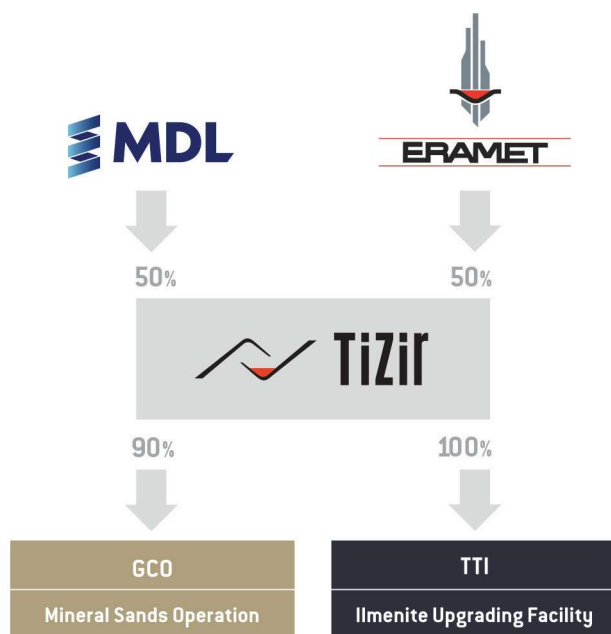 MDL
ERAMET
50%
50%
TiZir
90%
100%
GCO
TTI
Mineral Sands Operation
Ilmenite Upgrading Facility